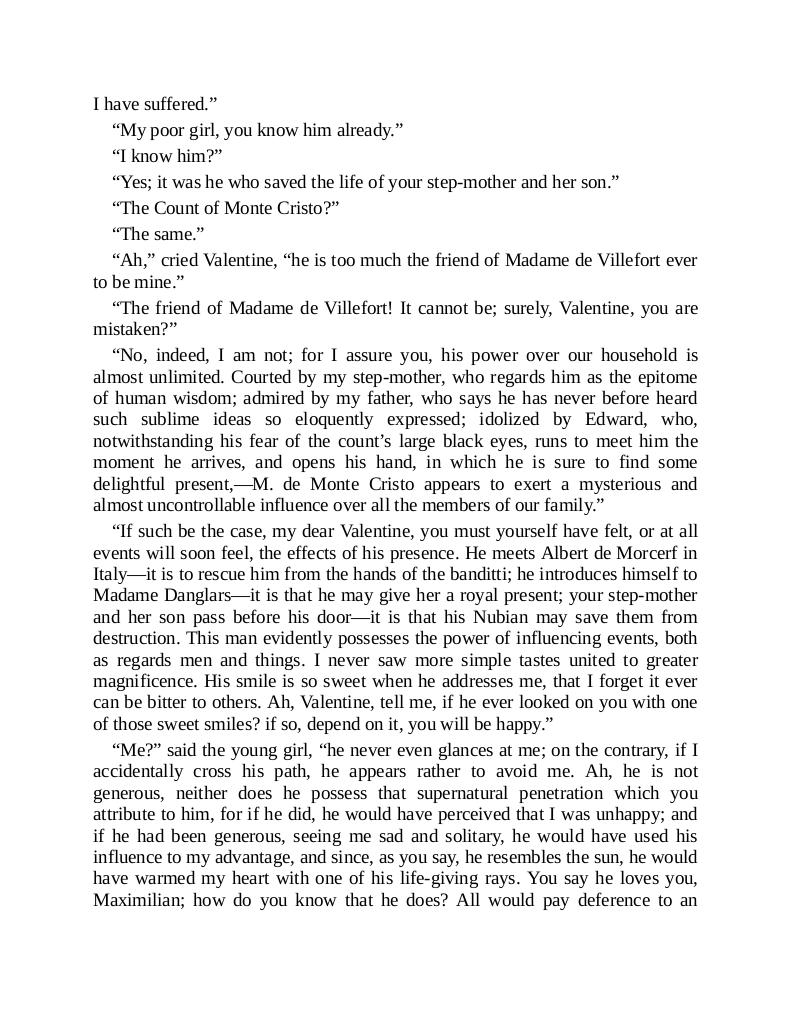 I have suffered.”
“My poor girl, you know him already.”
“I know him?”
“Yes; it was he who saved the life of your step-mother and her son.”
“The Count of Monte Cristo?”
“The same.”
“Ah,” cried Valentine, “he is too much the friend of Madame de Villefort ever
to be mine.”
“The friend of Madame de Villefort! It cannot be; surely, Valentine, you are
mistaken?”
“No, indeed, I am not; for I assure you, his power over our household is
almost unlimited. Courted by my step-mother, who regards him as the epitome
of human wisdom; admired by my father, who says he has never before heard
such sublime ideas so eloquently expressed; idolized by Edward, who,
notwithstanding his fear of the count’s large black eyes, runs to meet him the
moment he arrives, and opens his hand, in which he is sure to find some
delightful present,—M. de Monte Cristo appears to exert a mysterious and
almost uncontrollable influence over all the members of our family.”
“If such be the case, my dear Valentine, you must yourself have felt, or at all
events will soon feel, the effects of his presence. He meets Albert de Morcerf in
Italy—it is to rescue him from the hands of the banditti; he introduces himself to
Madame Danglars—it is that he may give her a royal present; your step-mother
and her son pass before his door—it is that his Nubian may save them from
destruction. This man evidently possesses the power of influencing events, both
as regards men and things. I never saw more simple tastes united to greater
magnificence. His smile is so sweet when he addresses me, that I forget it ever
can be bitter to others. Ah, Valentine, tell me, if he ever looked on you with one
of those sweet smiles? if so, depend on it, you will be happy.”
“Me?” said the young girl, “he never even glances at me; on the contrary, if I
accidentally cross his path, he appears rather to avoid me. Ah, he is not
generous, neither does he possess that supernatural penetration which you
attribute to him, for if he did, he would have perceived that I was unhappy; and
if he had been generous, seeing me sad and solitary, he would have used his
influence to my advantage, and since, as you say, he resembles the sun, he would
have warmed my heart with one of his life-giving rays. You say he loves you,
Maximilian; how do you know that he does? All would pay deference to an